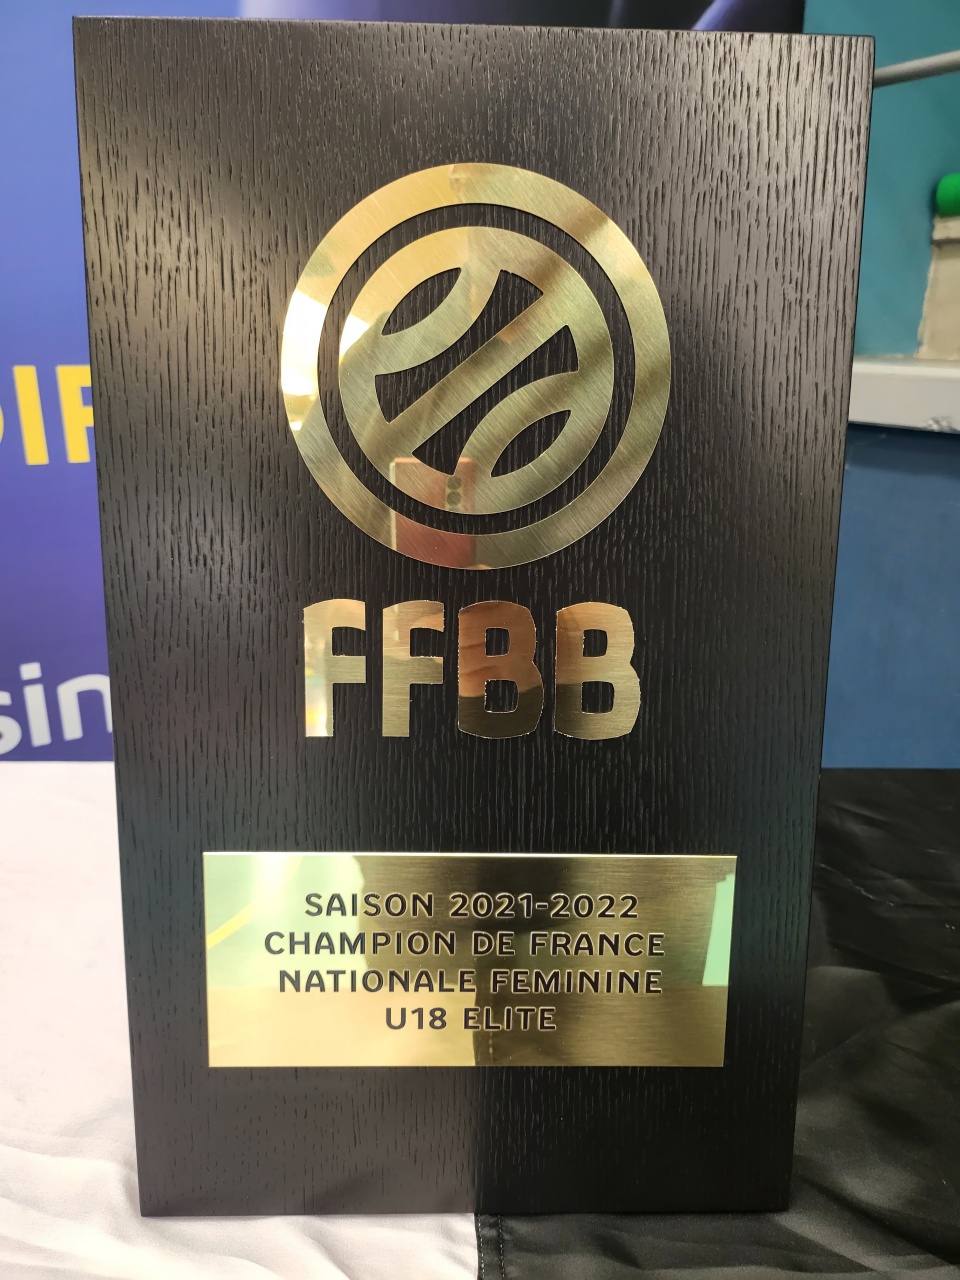 FFBB
SAISON 2021-2022
CHAMPION DE FRANCE
NATIONALE FEMININE
U18 ELITE